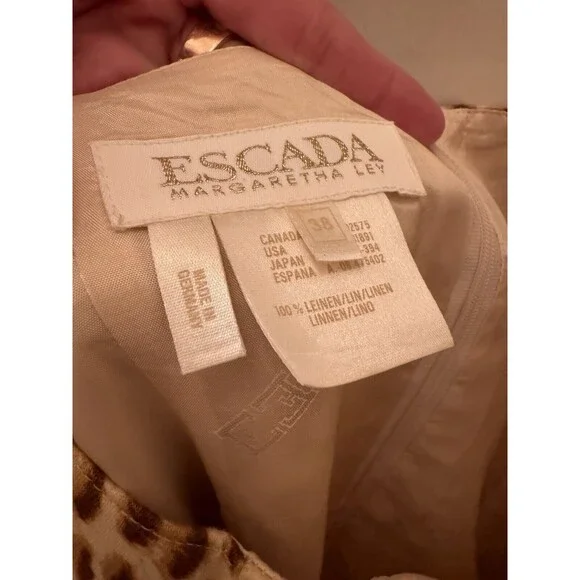 ESCADA
MARGARETHA LEY
MADE IN
GERMANY
38
CANADA
USA
JAPAN
ESPANA
100% LEINEN/LIN/LINEN
LINNEN/LINO